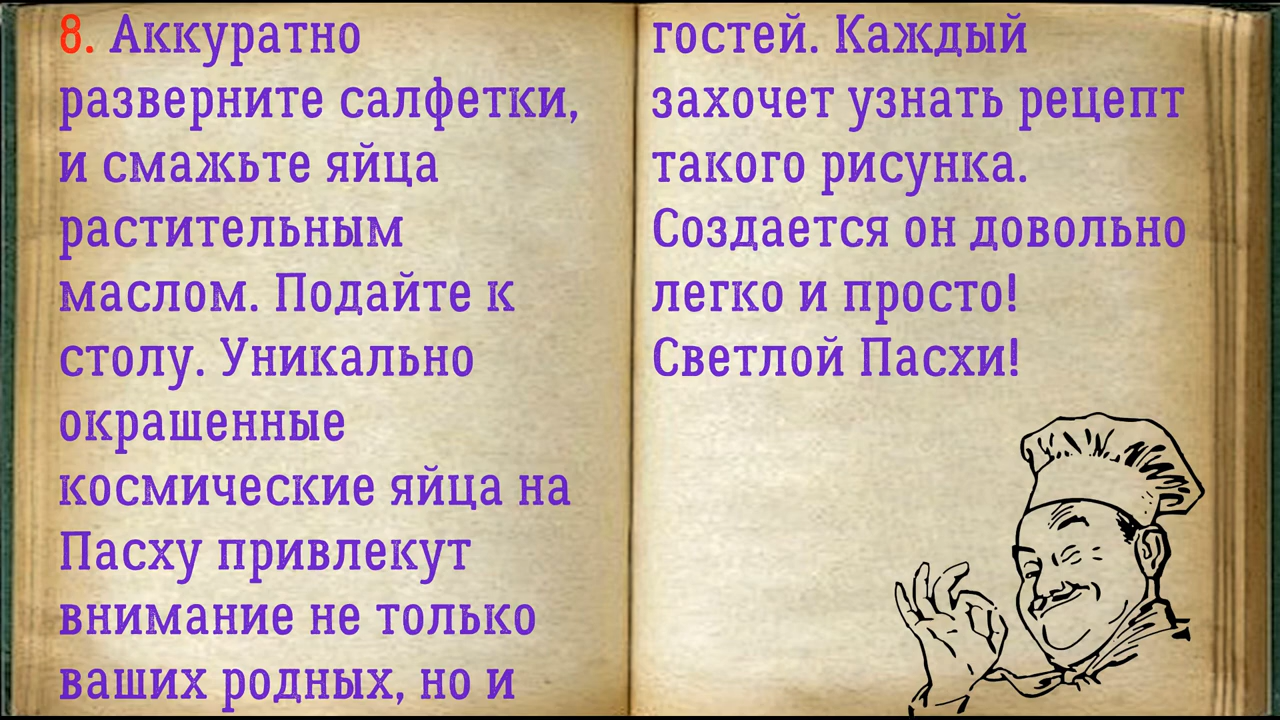 8. Аккуратно
разверните салфетки,
и смажьте яйца
растительным
маслом. Подайте к
столу. Уникально
окрашенные
космические яйца на
Пасху привлекут
внимание не только
ваших родных, но и
гостей. Каждый
захочет узнать рецепт
такого рисунка.
Создается он довольно
легко и просто!
Светлой Пасхи!